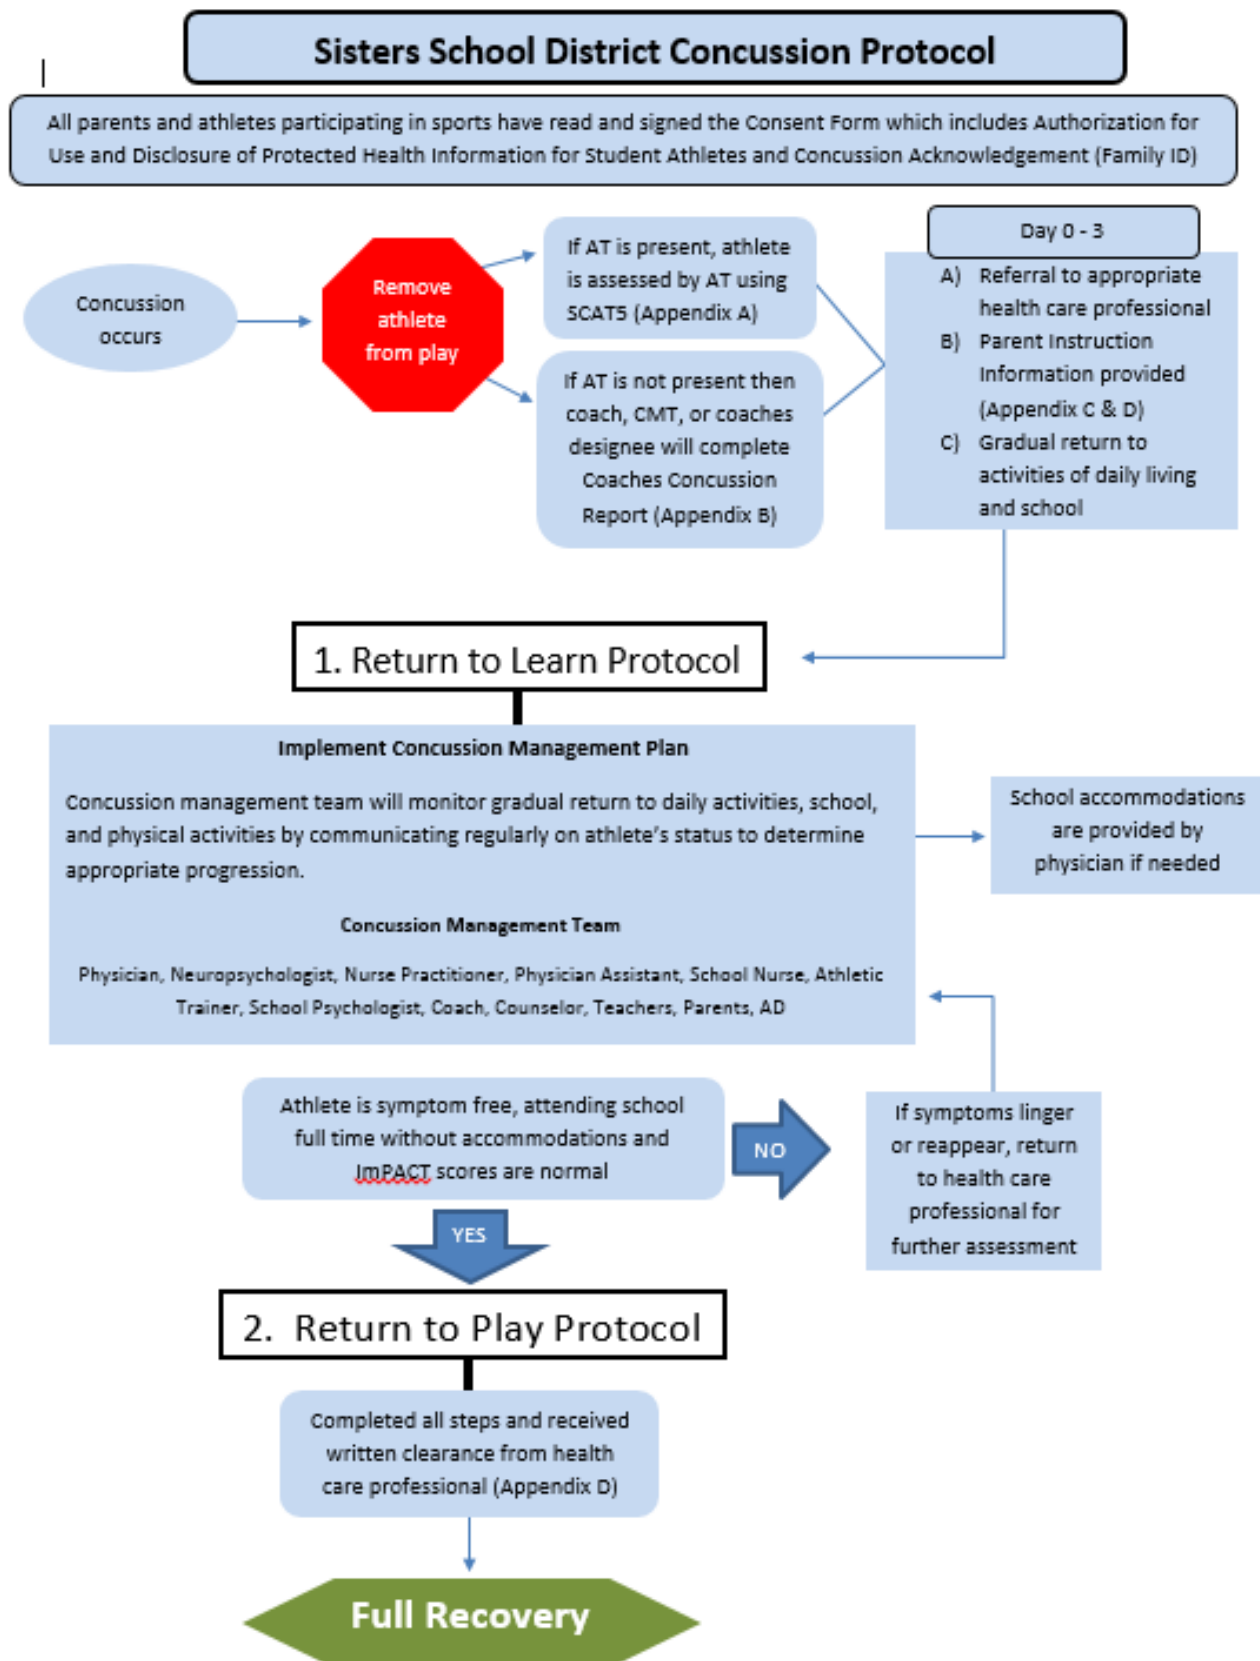 Sisters School District Concussion Protocol
All parents and athletes participating in sports have read and signed the Consent Form which includes Authorization for
Use and Disclosure of Protected Health Information for Student Athletes and Concussion Acknowledgement (Family ID)
Concussion
occurs
Remove
athlete
from play
If AT is present, athlete
is assessed by AT using
SCAT5 (Appendix A)
If AT is not present then
coach, CMT, or coaches
designee will complete
Coaches Concussion
Report (Appendix B)
Day 0 - 3
A) Referral to appropriate
health care professional
B) Parent Instruction
Information provided
(Appendix C & D)
C) Gradual return to
activities of daily living
and school
1. Return to Learn Protocol
Implement Concussion Management Plan
Concussion management team will monitor gradual return to daily activities, school,
and physical activities by communicating regularly on athlete's status to determine
appropriate progression.
Concussion Management Team
Physician, Neuropsychologist, Nurse Practitioner, Physician Assistant, School Nurse, Athletic
Trainer, School Psychologist, Coach, Counselor, Teachers, Parents, AD
School accommodations
are provided by
physician if needed
Athlete is symptom free, attending school
full time without accommodations and
ImPACT scores are normal
NO
If symptoms linger
or reappear, return
to health care
professional for
further assessment
YES
2. Return to Play Protocol
Completed all steps and received
written clearance from health
care professional (Appendix D)
Full Recovery